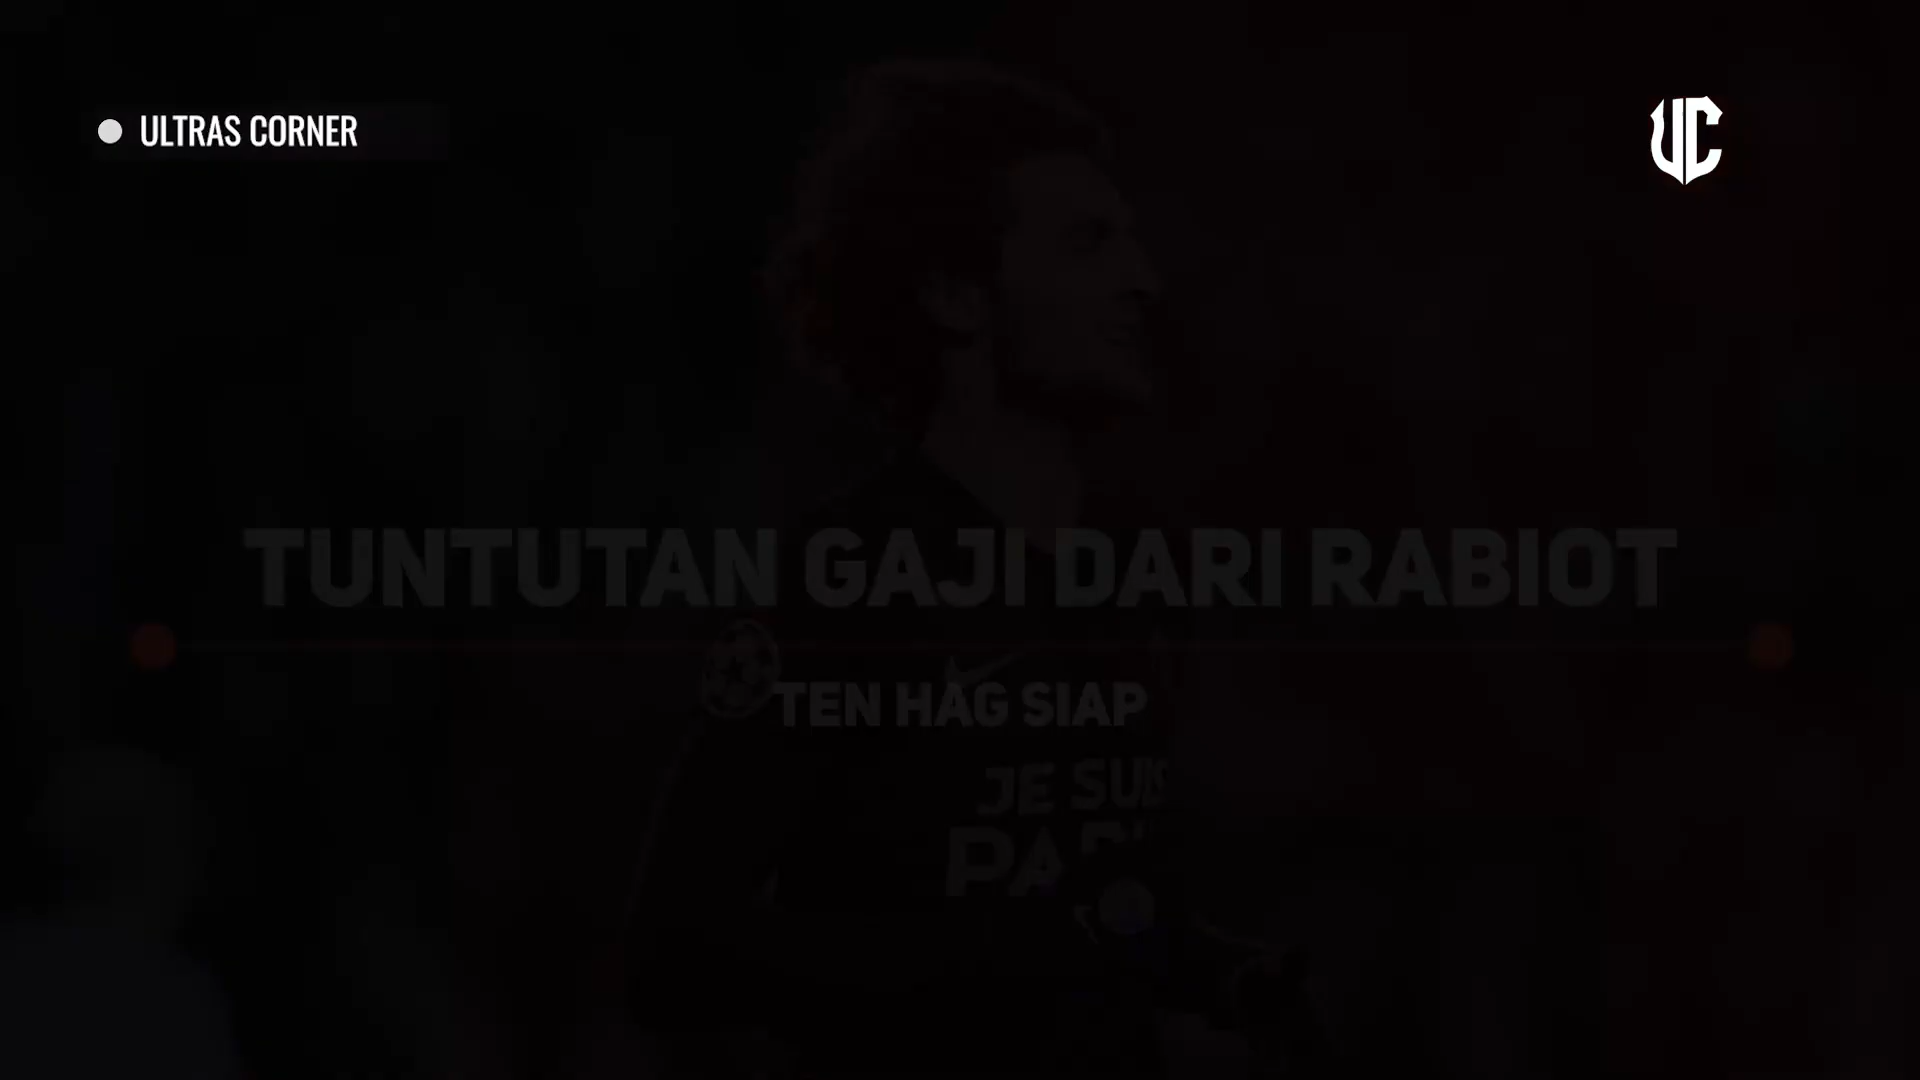 ULTRAS CORNER
UC
TUNTUTAN GAJI DARI RABIOT
TEN HAG SIAP
JE SUIS